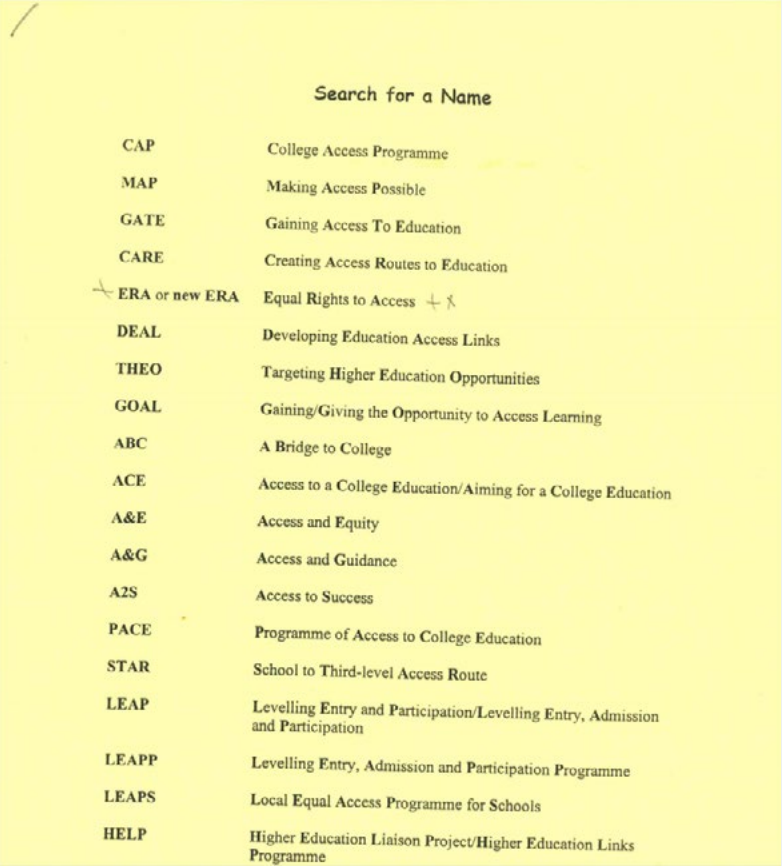 Search for a Name
CAP College Access Programme
MAP Making Access Possible
GATE Gaining Access To Education
CARE Creating Access Routes to Education
+ ERA or new ERA Equal Rights to Access + x
DEAL Developing Education Access Links
THEO Targeting Higher Education Opportunities
GOAL Gaining/Giving the Opportunity to Access Learning
ABC A Bridge to College
ACE Access to a College Education/Aiming for a College Education
A&E Access and Equity
A&G Access and Guidance
A2S Access to Success
PACE Programme of Access to College Education
STAR School to Third-level Access Route
LEAP Levelling Entry and Participation/Levelling Entry, Admission
and Participation
LEAPP Levelling Entry, Admission and Participation Programme
LEAPS Local Equal Access Programme for Schools
HELP Higher Education Liaison Project/Higher Education Links
Programme